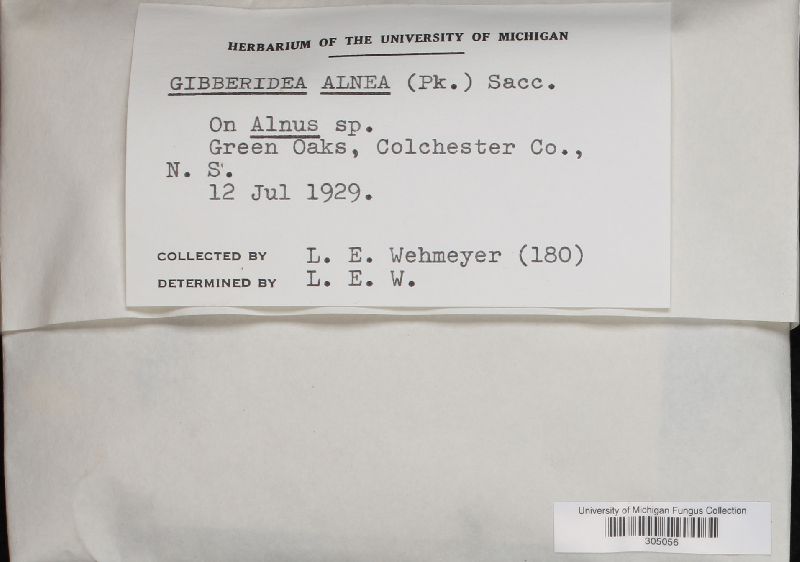 HERBARIUM OF THE UNIVERSITY OF MICHIGAN
GIBBERIDEA ALNEA (Pk.) Sacc.
On Alnus sp.
Green Oaks, Colchester Co.,
N. S.
12 Jul 1929.
COLLECTED BY L. E. Wehmeyer (180)
DETERMINED BY L. E. W.
University of Michigan Fungus Collection
305056